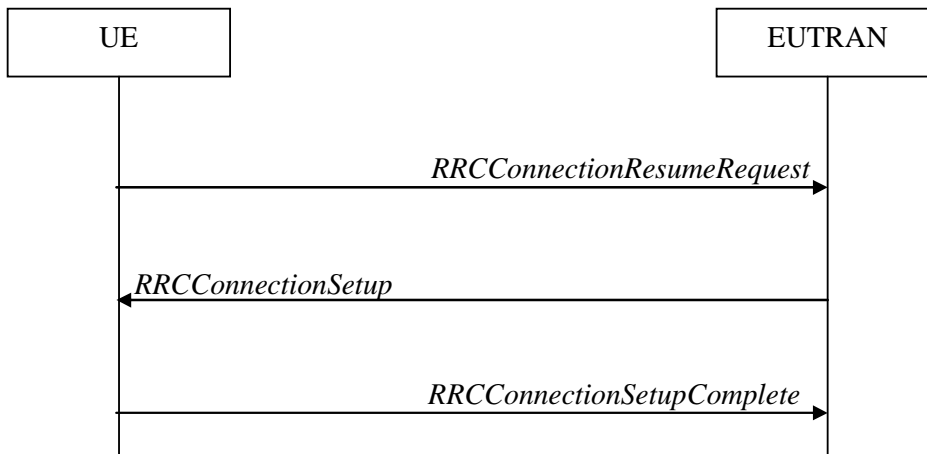 UE
EUTRAN
RRCConnectionResumeRequest
RRCConnectionSetup
RRCConnectionSetupComplete